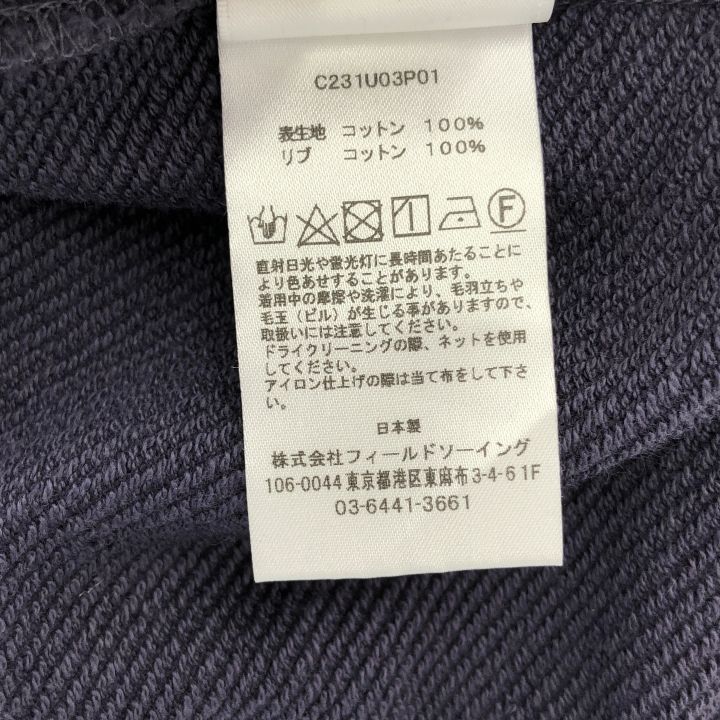 C231U03P01
表生地 コットン 100%
リブ コットン 100%
F
直射日光や蛍光灯に長時間あたることに
より色あせすることがあります。
着用中の摩擦や洗濯により、毛羽立ちや
毛玉（ピル）が生じる事がありますので、
取扱いには注意してください。
ドライクリーニングの際、ネットを使用
してください。
アイロン仕上げの際は当て布をして下さ
い。
日本製
株式会社フィールドソーイング
106-0044 東京都港区東麻布3-4-6 1F
03-6441-3661